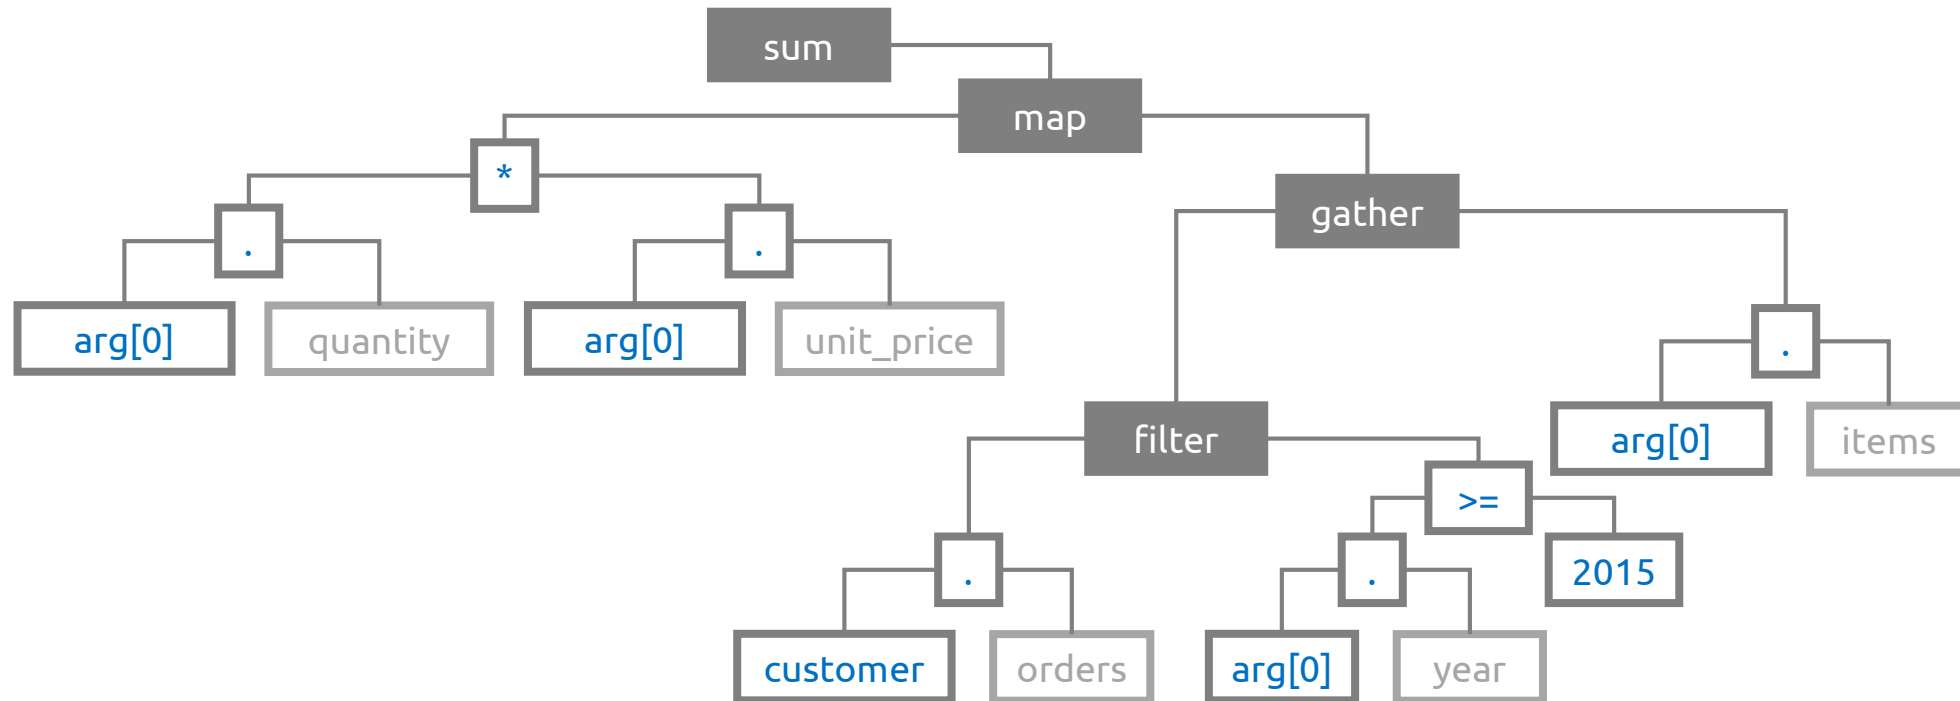 sum
map
*
gather
. .
arg[0] quantity arg[0] unit_price .
filter arg[0] items
>=
. . 2015
customer orders arg[0] year